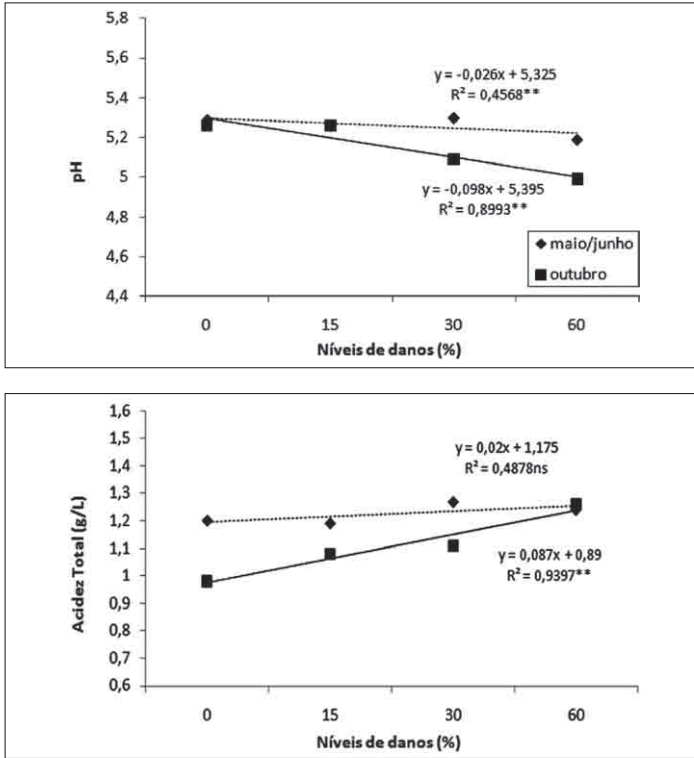 5,8
5,6
5,4
5,2
5
4,8
4,6
4,4
pH
y = -0,026x + 5,325
R² = 0,4568**
y = -0,098x + 5,395
R² = 0,8993**
maio/junho
outubro
0 15 30 60
Níveis de danos (%)
1,6
1,5
1,4
1,3
1,2
1,1
1
0,9
0,8
0,7
0,6
Acidez Total (g/L)
y = 0,02x + 1,175
R² = 0,4878ns
y = 0,087x + 0,89
R² = 0,9397**
0 15 30 60
Níveis de danos (%)